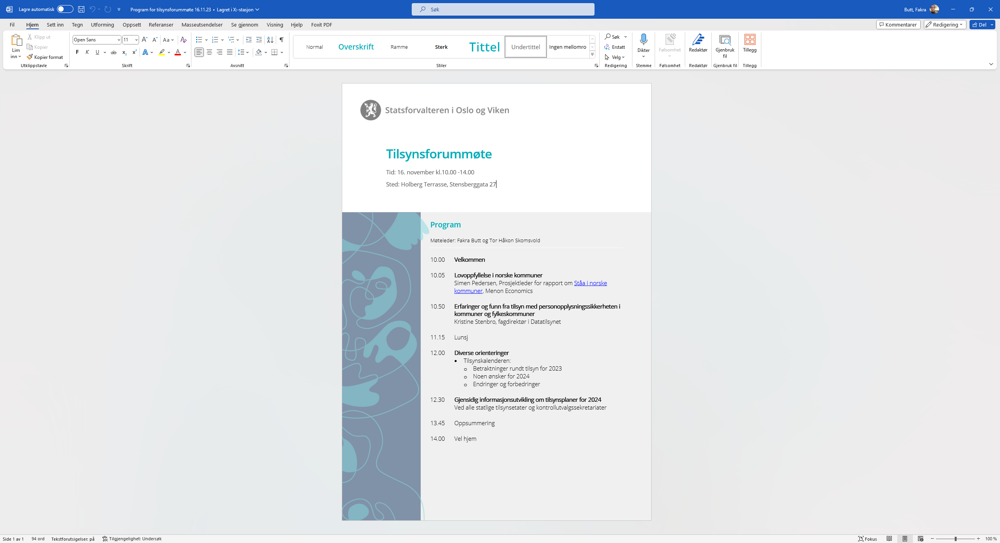 Lagre automatisk
Program for tilsynsforummøte 16.11.23 • Lagret i X:-stasjon
Søk
Butt, Fakra
Fil Hjem Sett inn Tegn Utforming Oppsett Referanser Masseutsendelser Se gjennom Visning Hjelp Foxit PDF
Kommentarer Redigering Del
Lim inn
Klipp ut
Kopier
Kopier format
Utklippstavle
Open Sans 11
Skrift
Avsnitt
Normal Overskrift Ramme Sterk Tittel Undertittel Ingen mellomro
Stiler
Søk
Erstatt
Velg
Redigering
Dikter
Stemme
Følsomhet
Følsomhet
Redaktør
Redaktør
Gjenbruk fil
Gjenbruk fil
Tillegg
Tillegg
Statsforvalteren i Oslo og Viken
Tilsynsforummøte
Tid: 16. november kl.10.00 -14.00
Sted: Holberg Terrasse, Stensberggata 27
Program
Møteleder: Fakra Butt og Tor Håkon Skomsvold
10.00 Velkommen
10.05 Lovoppfyllelse i norske kommuner
Simen Pedersen, Prosjektleder for rapport om Ståa i norske
kommuner, Menon Economics
10.50 Erfaringer og funn fra tilsyn med personopplysningssikkerheten i
kommuner og fylkeskommuner
Kristine Stenbro, fagdirektør i Datatilsynet
11.15 Lunsj
12.00 Diverse orienteringer
• Tilsynskalenderen:
o Betraktninger rundt tilsyn for 2023
o Noen ønsker for 2024
o Endringer og forbedringer
12.30 Gjensidig informasjonsutvikling om tilsynsplaner for 2024
Ved alle statlige tilsynsetater og kontrollutvalgssekretariater
13.45 Oppsummering
14.00 Vel hjem
Side 1 av 1 94 ord Tekstforutsigelser: på Tilgjengelighet: Undersøk
Fokus 100 %